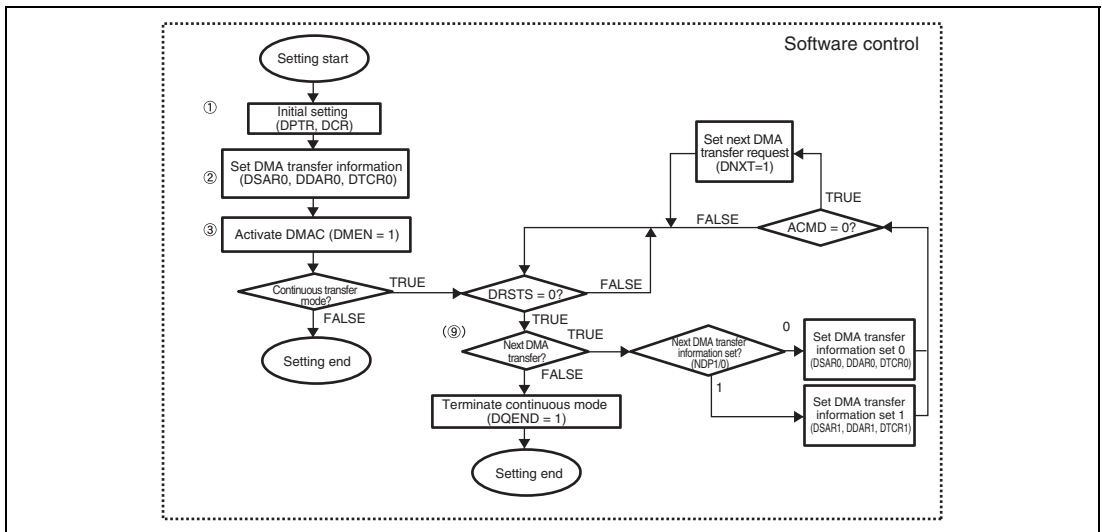 Software control
Setting start
①
Initial setting
(DPTR, DCR)
②
Set DMA transfer information
(DSAR0, DDAR0, DTCR0)
③
Activate DMAC (DMEN = 1)
Continuous transfer
mode?
TRUE
FALSE
Setting end
Set next DMA
transfer request
(DNXT=1)
TRUE
FALSE
ACMD = 0?
DRSTS = 0?
FALSE
TRUE
(⑨)
Next DMA
transfer?
TRUE
FALSE
Next DMA transfer
information set?
(NDP1/0)
0
1
Set DMA transfer
information set 0
(DSAR0, DDAR0, DTCR0)
Set DMA transfer
information set 1
(DSAR1, DDAR1, DTCR1)
Terminate continuous mode
(DQEND = 1)
Setting end